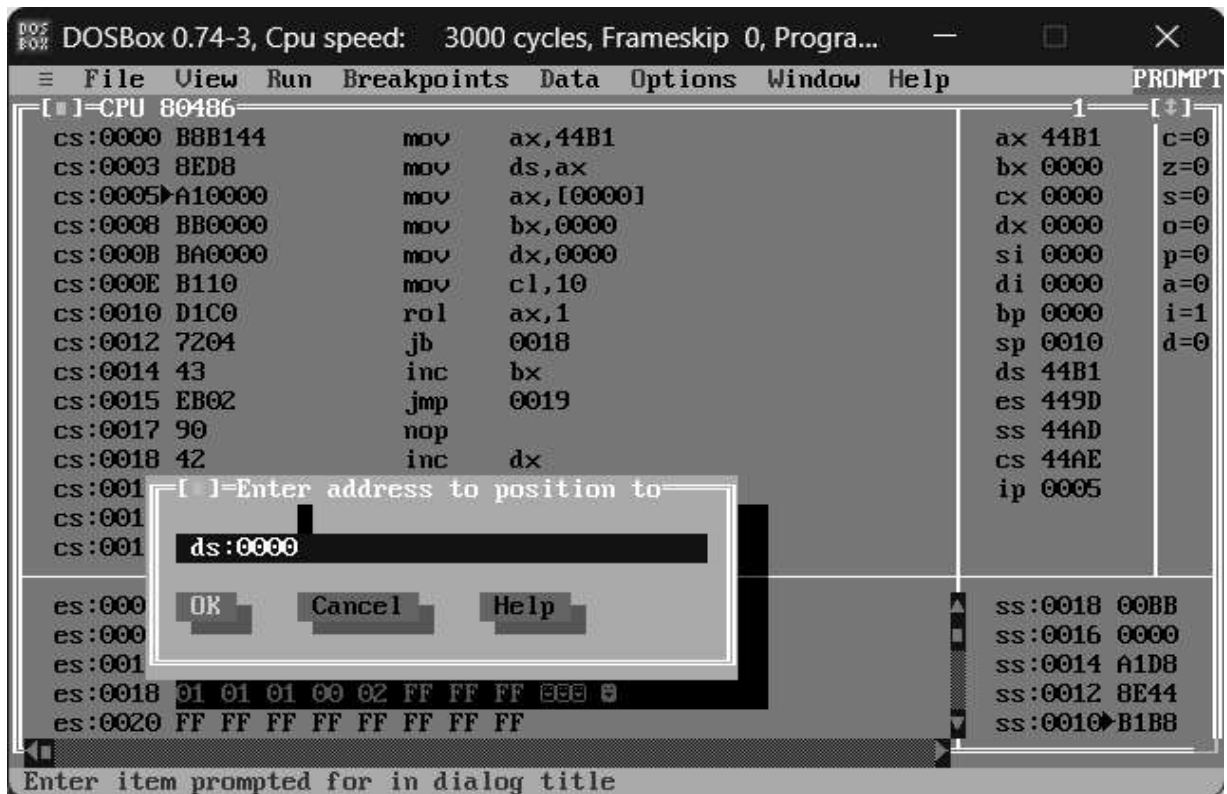 DOSBox 0.74-3, Cpu speed: 3000 cycles, Frameskip 0, Progra...
≡ File View Run Breakpoints Data Options Window Help PROMPT
[■]=CPU 80486 1 [↕]
cs:0000 B8B144 mov ax,44B1 ax 44B1 c=0
cs:0003 8ED8 mov ds,ax bx 0000 z=0
cs:0005▶A10000 mov ax,[0000] cx 0000 s=0
cs:0008 BB0000 mov bx,0000 dx 0000 o=0
cs:000B BA0000 mov dx,0000 si 0000 p=0
cs:000E B110 mov cl,10 di 0000 a=0
cs:0010 D1C0 rol ax,1 bp 0000 i=1
cs:0012 7204 jb 0018 sp 0010 d=0
cs:0014 43 inc bx ds 44B1
cs:0015 EB02 jmp 0019 es 449D
cs:0017 90 nop ss 44AD
cs:0018 42 inc dx cs 44AE
cs:001 [■]=Enter address to position to ip 0005
cs:001
cs:001 ds:0000
es:000 OK Cancel Help ss:0018 00BB
es:000 ss:0016 0000
es:001 ss:0014 A1D8
es:0018 01 01 01 00 02 FF FF FF ss:0012 8E44
es:0020 FF FF FF FF FF FF FF FF ss:0010▶B1B8
Enter item prompted for in dialog title